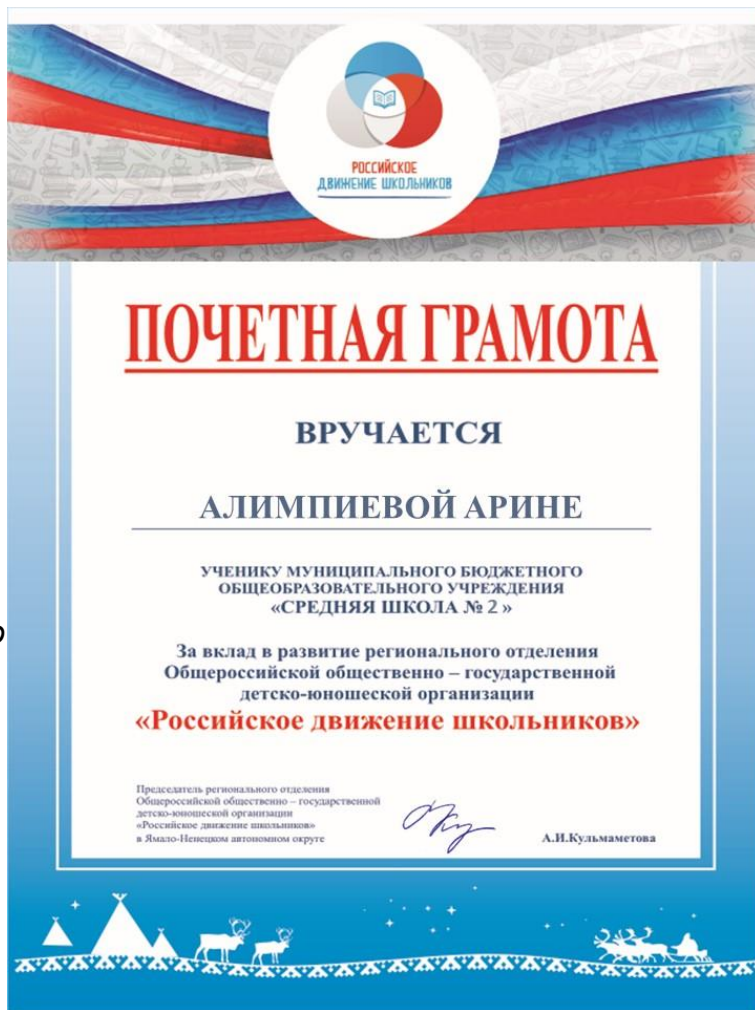 РОССИЙСКОЕ
ДВИЖЕНИЕ ШКОЛЬНИКОВ
ПОЧЕТНАЯ ГРАМОТА
ВРУЧАЕТСЯ
АЛИМПИЕВОЙ АРИНЕ
УЧЕНИКУ МУНИЦИПАЛЬНОГО БЮДЖЕТНОГО
ОБЩЕОБРАЗОВАТЕЛЬНОГО УЧРЕЖДЕНИЯ
«СРЕДНЯЯ ШКОЛА № 2 »
За вклад в развитие регионального отделения
Общероссийской общественно – государственной
детско-юношеской организации
«Российское движение школьников»
Председатель регионального отделения
Общероссийской общественно – государственной
детско-юношеской организации
«Российское движение школьников»
в Ямало-Ненецком автономном округе
А.И.Кульмаметова